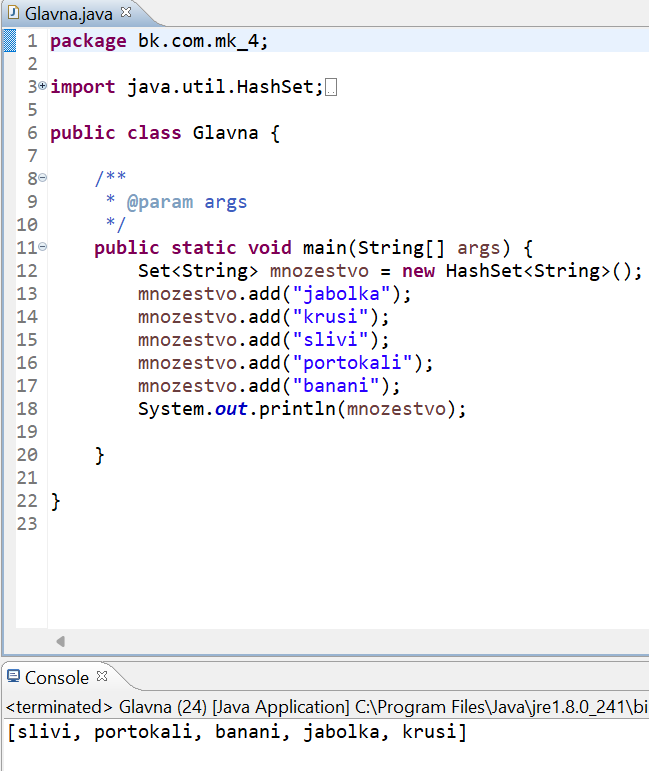 Glavna.java
1 package bk.com.mk_4;
2
3 import java.util.HashSet;
5
6 public class Glavna {
7
8 /**
9 * @param args
10 */
11 public static void main(String[] args) {
12 Set<String> mnozestvo = new HashSet<String>();
13 mnozestvo.add("jabolka");
14 mnozestvo.add("krusi");
15 mnozestvo.add("slivi");
16 mnozestvo.add("portokali");
17 mnozestvo.add("banani");
18 System.out.println(mnozestvo);
19
20 }
21
22 }
23
Console
<terminated> Glavna (24) [Java Application] C:\Program Files\Java\jre1.8.0_241\bi
[slivi, portokali, banani, jabolka, krusi]